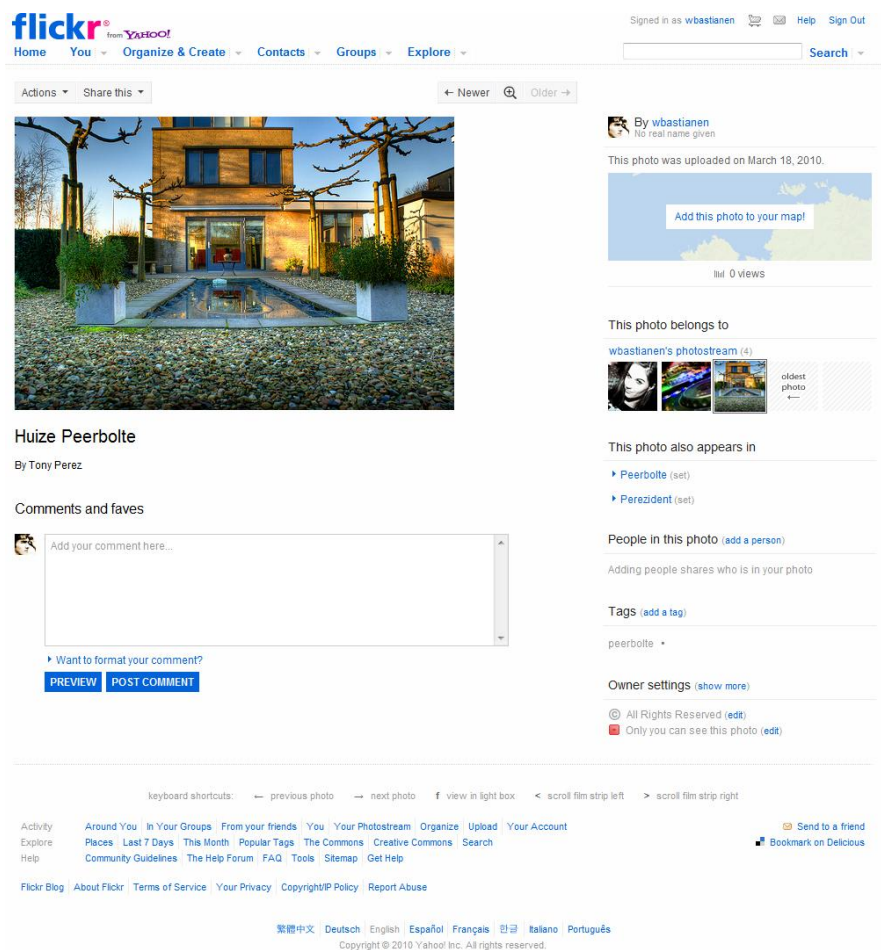 flickr® from YAHOO!
Signed in as wbastianen Help Sign Out
Home You Organize & Create Contacts Groups Explore
Search
Actions Share this
← Newer Older →
By wbastianen
No real name given
This photo was uploaded on March 18, 2010.
Add this photo to your map!
0 views
This photo belongs to
wbastianen's photostream (4)
oldest
photo
←
Huize Peerbolte
By Tony Perez
This photo also appears in
Peerbolte (set)
Perezident (set)
Comments and faves
Add your comment here...
Want to format your comment?
PREVIEW POST COMMENT
People in this photo (add a person)
Adding people shares who is in your photo
Tags (add a tag)
peerbolte •
Owner settings (show more)
© All Rights Reserved (edit)
Only you can see this photo (edit)
keyboard shortcuts: ← previous photo → next photo f view in light box < scroll film strip left > scroll film strip right
Activity Around You In Your Groups From your friends You Your Photostream Organize Upload Your Account
Explore Places Last 7 Days This Month Popular Tags The Commons Creative Commons Search
Help Community Guidelines The Help Forum FAQ Tools Sitemap Get Help
Send to a friend
Bookmark on Delicious
Flickr Blog About Flickr Terms of Service Your Privacy Copyright/IP Policy Report Abuse
繁體中文 Deutsch English Español Français 한글 Italiano Português
Copyright © 2010 Yahoo! Inc. All rights reserved.